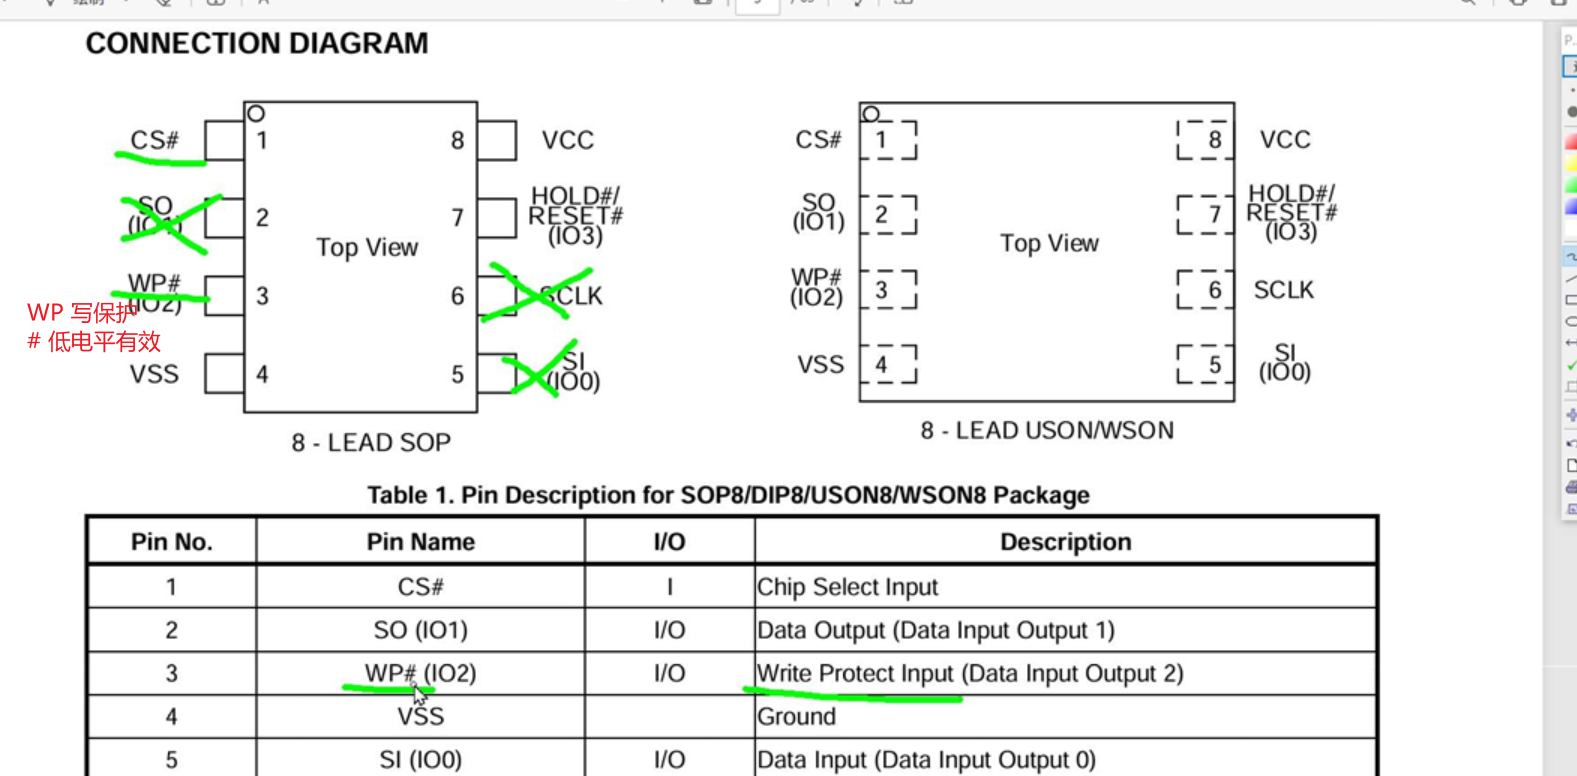 CONNECTION DIAGRAM
CS# 1 8 VCC
SO
(IO1) 2 7 HOLD#/
RESET#
(IO3)
Top View
WP#
(IO2) 3 6 SCLK
WP 写保护
# 低电平有效
VSS 4 5 SI
(IO0)
8 - LEAD SOP
CS# 1 8 VCC
SO
(IO1) 2 7 HOLD#/
RESET#
(IO3)
Top View
WP#
(IO2) 3 6 SCLK
VSS 4 5 SI
(IO0)
8 - LEAD USON/WSON
Table 1. Pin Description for SOP8/DIP8/USON8/WSON8 Package
Pin No. Pin Name I/O Description
1 CS# I Chip Select Input
2 SO (IO1) I/O Data Output (Data Input Output 1)
3 WP# (IO2) I/O Write Protect Input (Data Input Output 2)
4 VSS Ground
5 SI (IO0) I/O Data Input (Data Input Output 0)